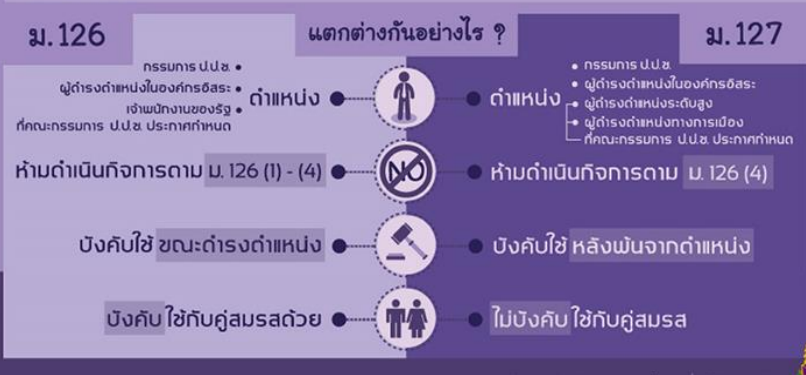 ม.126
แตกต่างกันอย่างไร ?
ม.127
กรรมการ ป.ป.ช.
ผู้ดำรงตำแหน่งในองค์กรอิสระ
เจ้าพนักงานของรัฐ
ที่คณะกรรมการ ป.ป.ช. ประกาศกำหนด
ตำแหน่ง
ตำแหน่ง
กรรมการ ป.ป.ช.
ผู้ดำรงตำแหน่งในองค์กรอิสระ
ผู้ดำรงตำแหน่งระดับสูง
ผู้ดำรงตำแหน่งทางการเมือง
ที่คณะกรรมการ ป.ป.ช. ประกาศกำหนด
ห้ามดำเนินกิจการตาม ม. 126 (1) - (4)
NO
ห้ามดำเนินกิจการตาม ม. 126 (4)
บังคับใช้ ขณะดำรงตำแหน่ง
บังคับใช้ หลังพ้นจากตำแหน่ง
บังคับ ใช้กับคู่สมรสด้วย
ไม่บังคับ ใช้กับคู่สมรส